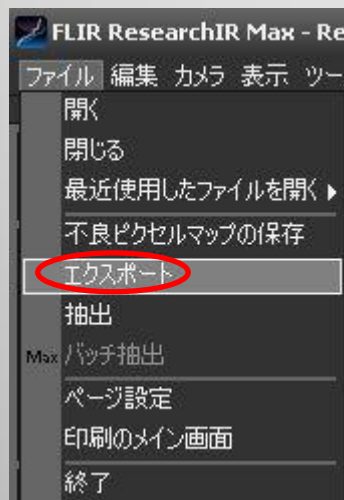 FLIR ResearchIR Max - Re
ファイル 編集 カメラ 表示 ツー
開く
閉じる
最近使用したファイルを開く
不良ピクセルマップの保存
エクスポート
抽出
Max バッチ抽出
ページ設定
印刷のメイン画面
終了